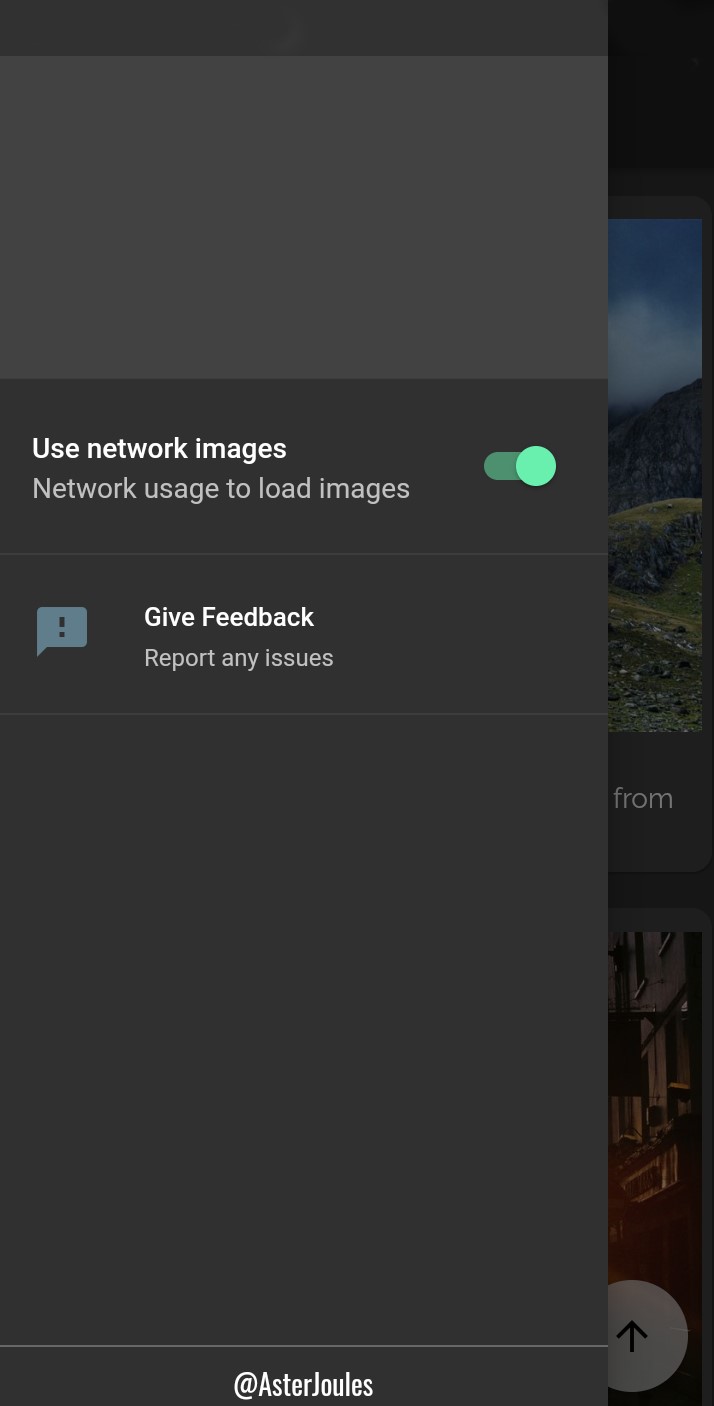 Use network images
Network usage to load images
Give Feedback
Report any issues
from
@AsterJoules